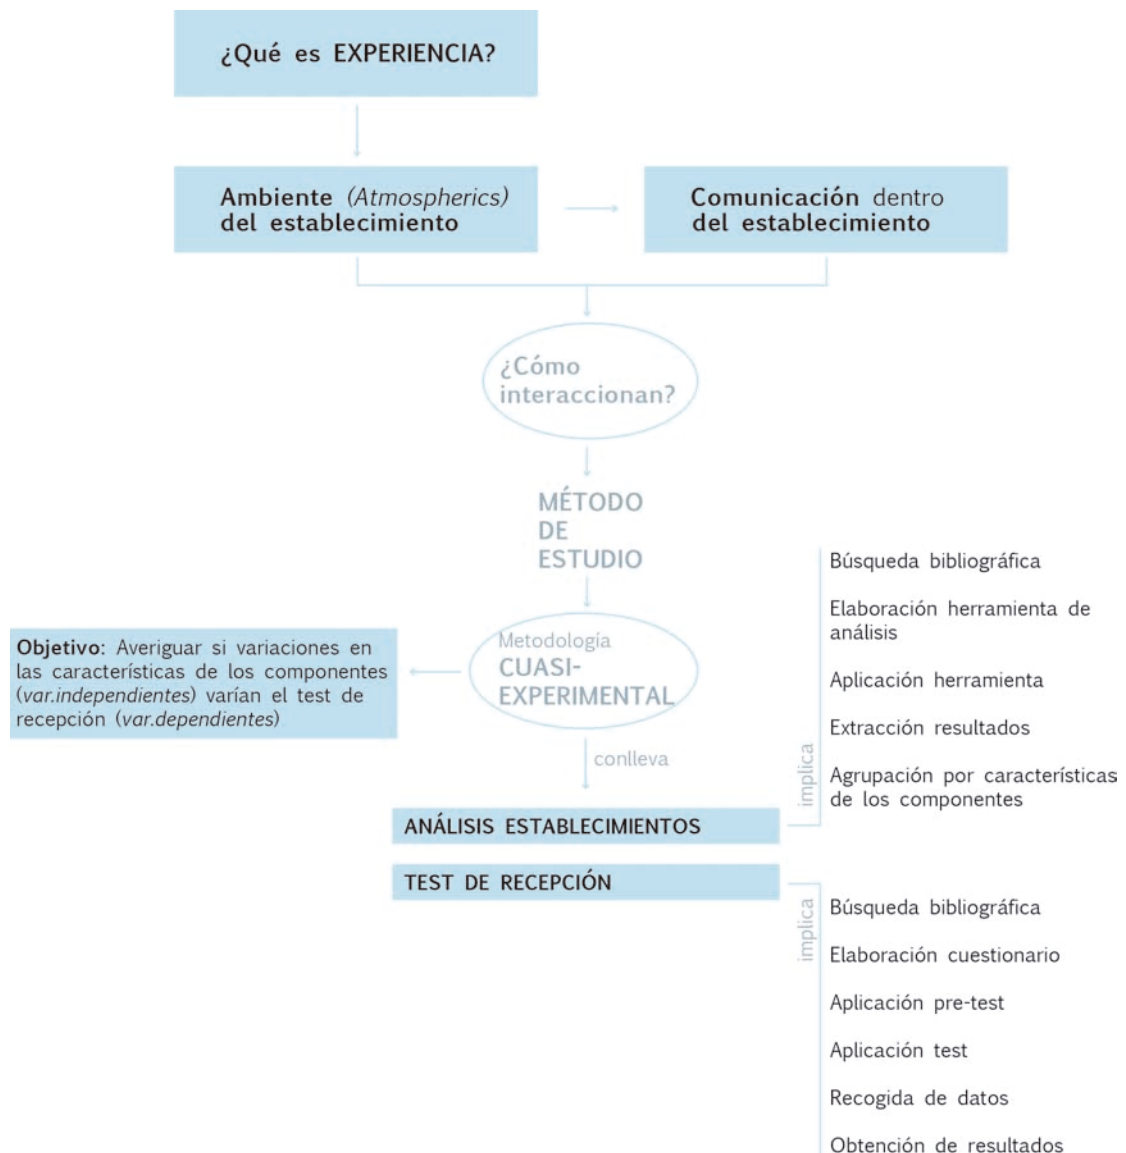 ¿Qué es EXPERIENCIA?
Ambiente (Atmospherics)
del establecimiento
Comunicación dentro
del establecimiento
¿Cómo
interaccionan?
MÉTODO
DE
ESTUDIO
Metodología
CUASI-
EXPERIMENTAL
Objetivo: Averiguar si variaciones en
las características de los componentes
(var.independientes) varían el test de
recepción (var.dependientes)
conlleva
ANÁLISIS ESTABLECIMIENTOS
implica
Búsqueda bibliográfica
Elaboración herramienta de
análisis
Aplicación herramienta
Extracción resultados
Agrupación por características
de los componentes
TEST DE RECEPCIÓN
implica
Búsqueda bibliográfica
Elaboración cuestionario
Aplicación pre-test
Aplicación test
Recogida de datos
Obtención de resultados